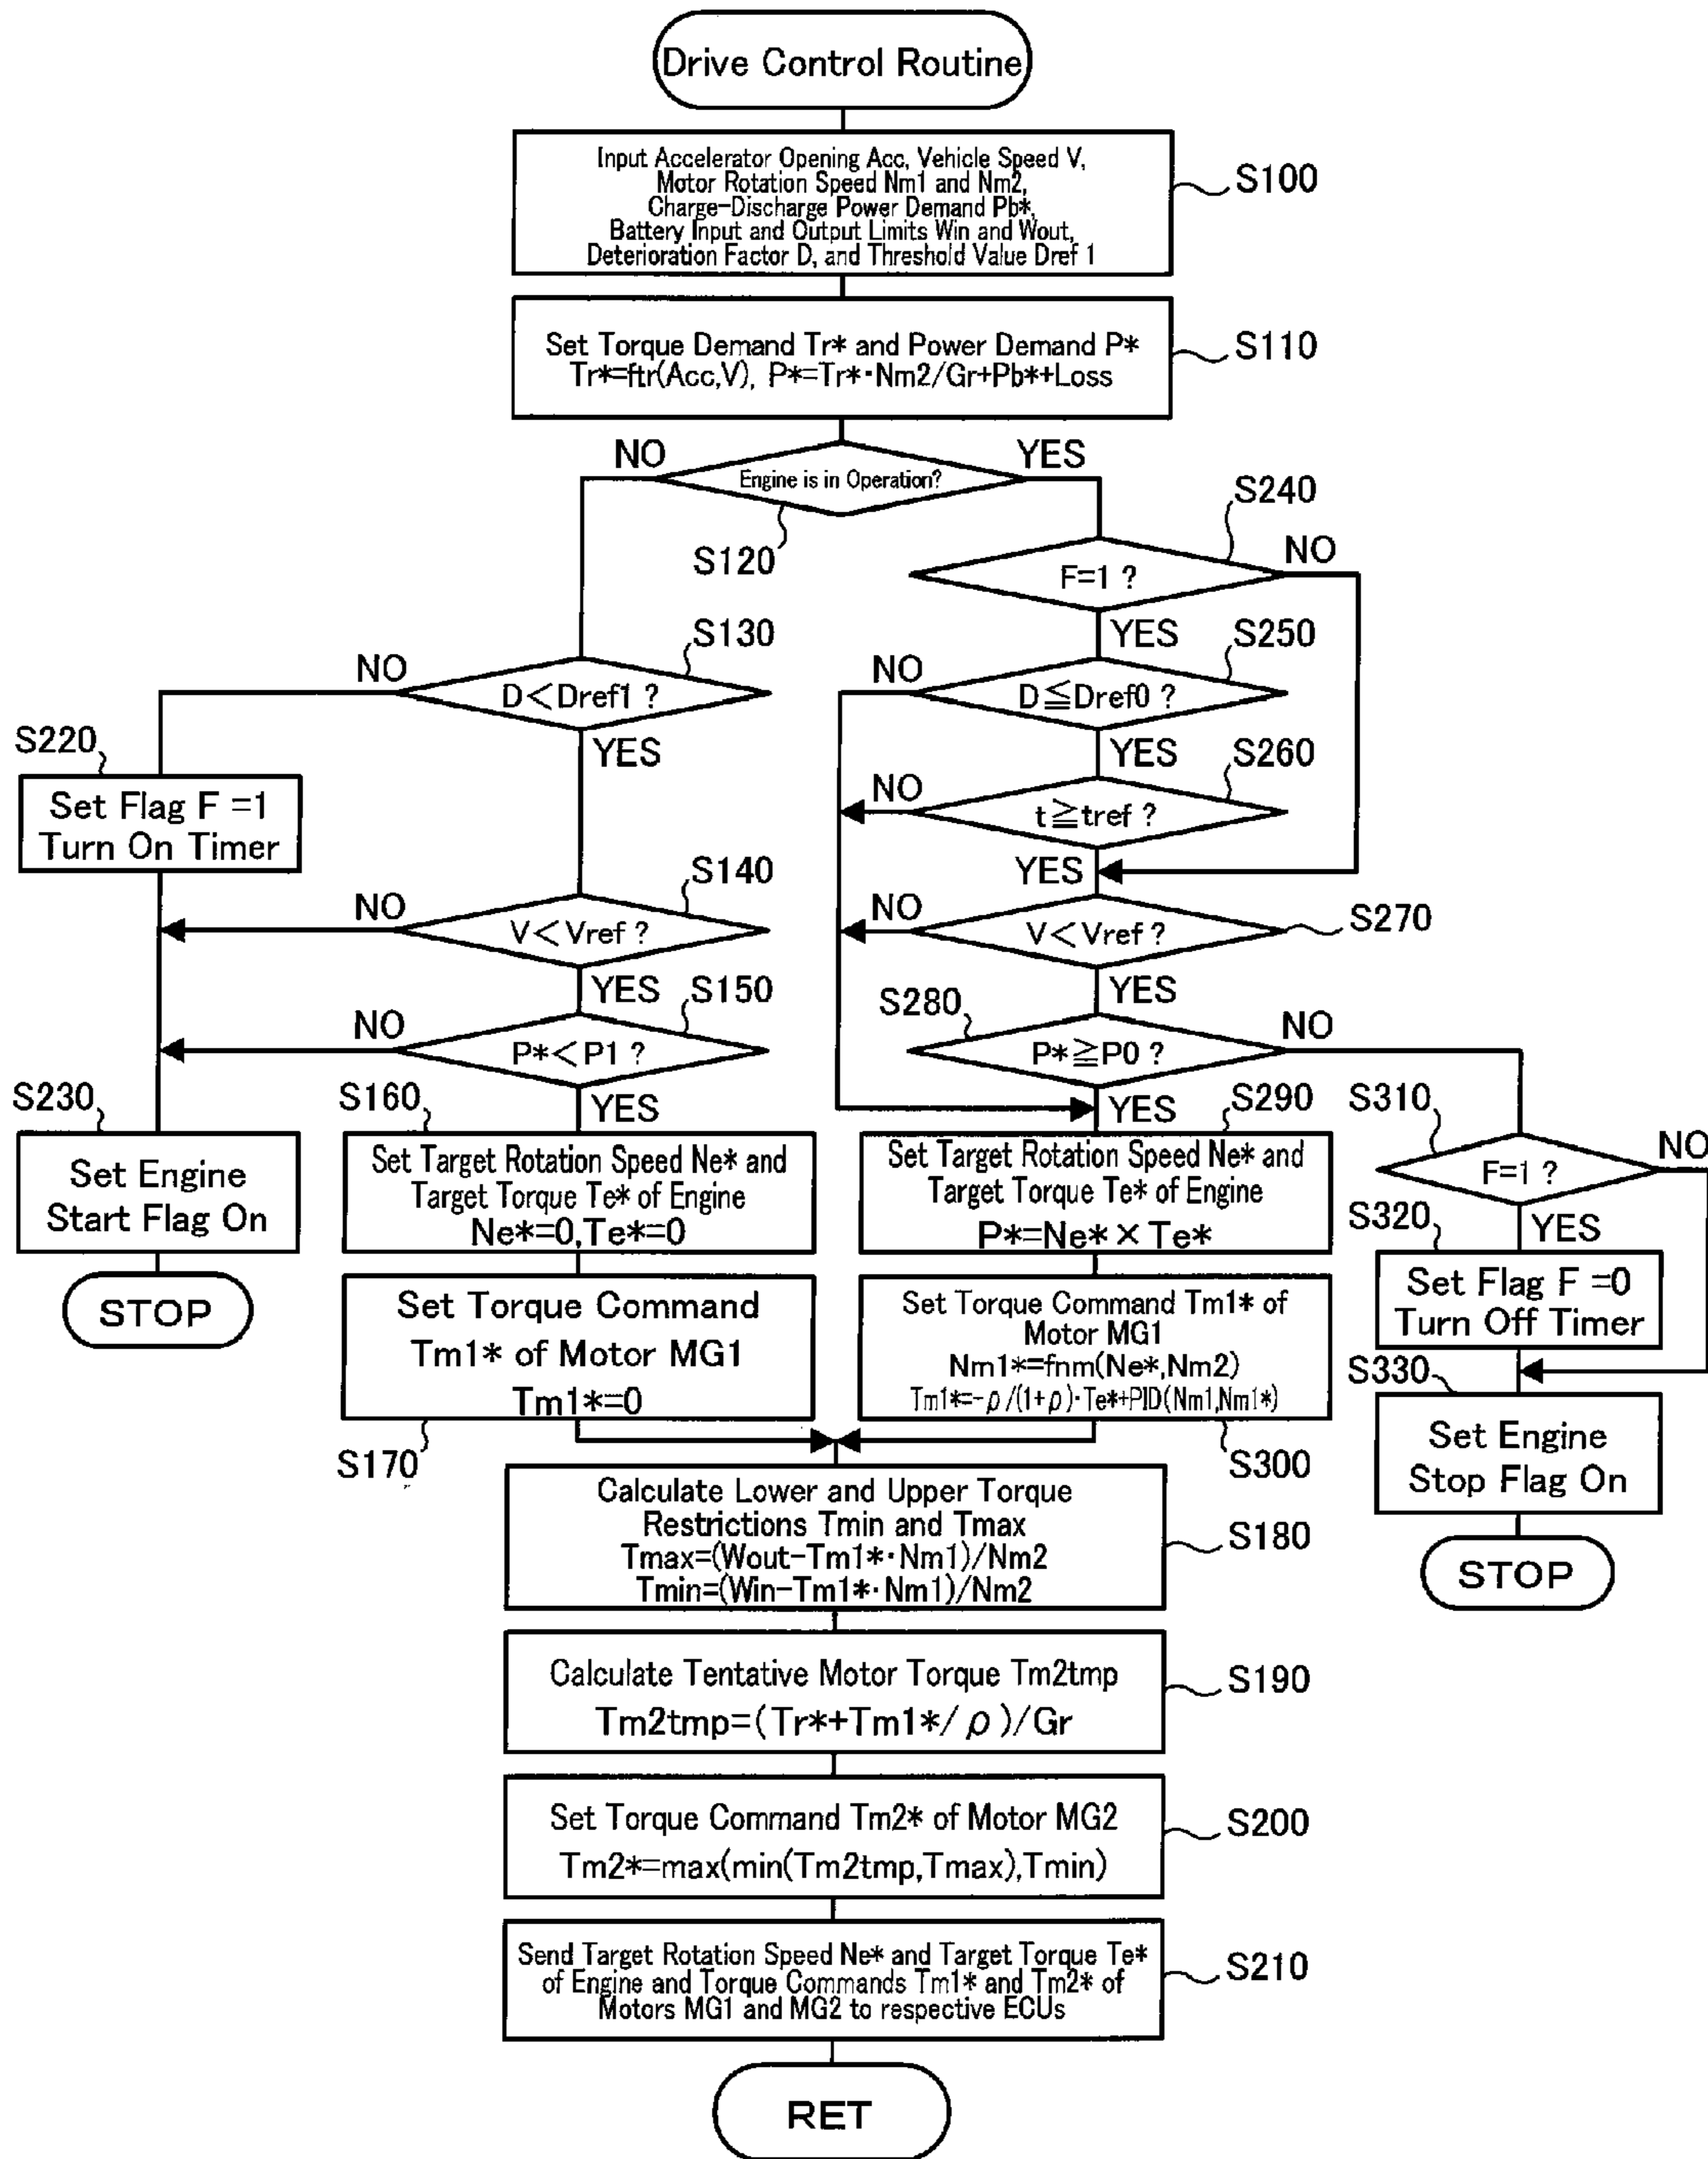 Drive Control Routine
Input Accelerator Opening Acc, Vehicle Speed V,
Motor Rotation Speed Nm1 and Nm2,
Charge-Discharge Power Demand Pb*,
Battery Input and Output Limits Win and Wout,
Deterioration Factor D, and Threshold Value Dref 1
S100
Set Torque Demand Tr* and Power Demand P*
Tr*=ftr(Acc,V), P*=Tr*·Nm2/Gr+Pb*+Loss
S110
NO
YES
Engine is in Operation?
S120
S240
NO
F=1 ?
YES
S130
NO
D<Dref1 ?
YES
S250
NO
D≦Dref0 ?
YES
S220
Set Flag F =1
Turn On Timer
S260
NO
t≧tref ?
YES
S140
NO
V<Vref ?
YES
NO
V<Vref ?
S270
YES
S150
NO
P*<P1 ?
YES
S280
NO
P*≧P0 ?
YES
S230
Set Engine
Start Flag On
STOP
S160
Set Target Rotation Speed Ne* and
Target Torque Te* of Engine
Ne*=0,Te*=0
S290
Set Target Rotation Speed Ne* and
Target Torque Te* of Engine
P*=Ne*×Te*
S310
NO
F=1 ?
YES
S320
Set Flag F =0
Turn Off Timer
Set Torque Command
Tm1* of Motor MG1
Tm1*=0
S170
Set Torque Command Tm1* of
Motor MG1
Nm1*=fnm(Ne*,Nm2)
Tm1*=-ρ/(1+ρ)·Te*+PID(Nm1,Nm1*)
S300
S330
Set Engine
Stop Flag On
STOP
Calculate Lower and Upper Torque
Restrictions Tmin and Tmax
Tmax=(Wout-Tm1*·Nm1)/Nm2
Tmin=(Win-Tm1*·Nm1)/Nm2
S180
Calculate Tentative Motor Torque Tm2tmp
Tm2tmp=(Tr*+Tm1*/ρ)/Gr
S190
Set Torque Command Tm2* of Motor MG2
Tm2*=max(min(Tm2tmp,Tmax),Tmin)
S200
Send Target Rotation Speed Ne* and Target Torque Te*
of Engine and Torque Commands Tm1* and Tm2* of
Motors MG1 and MG2 to respective ECUs
S210
RET